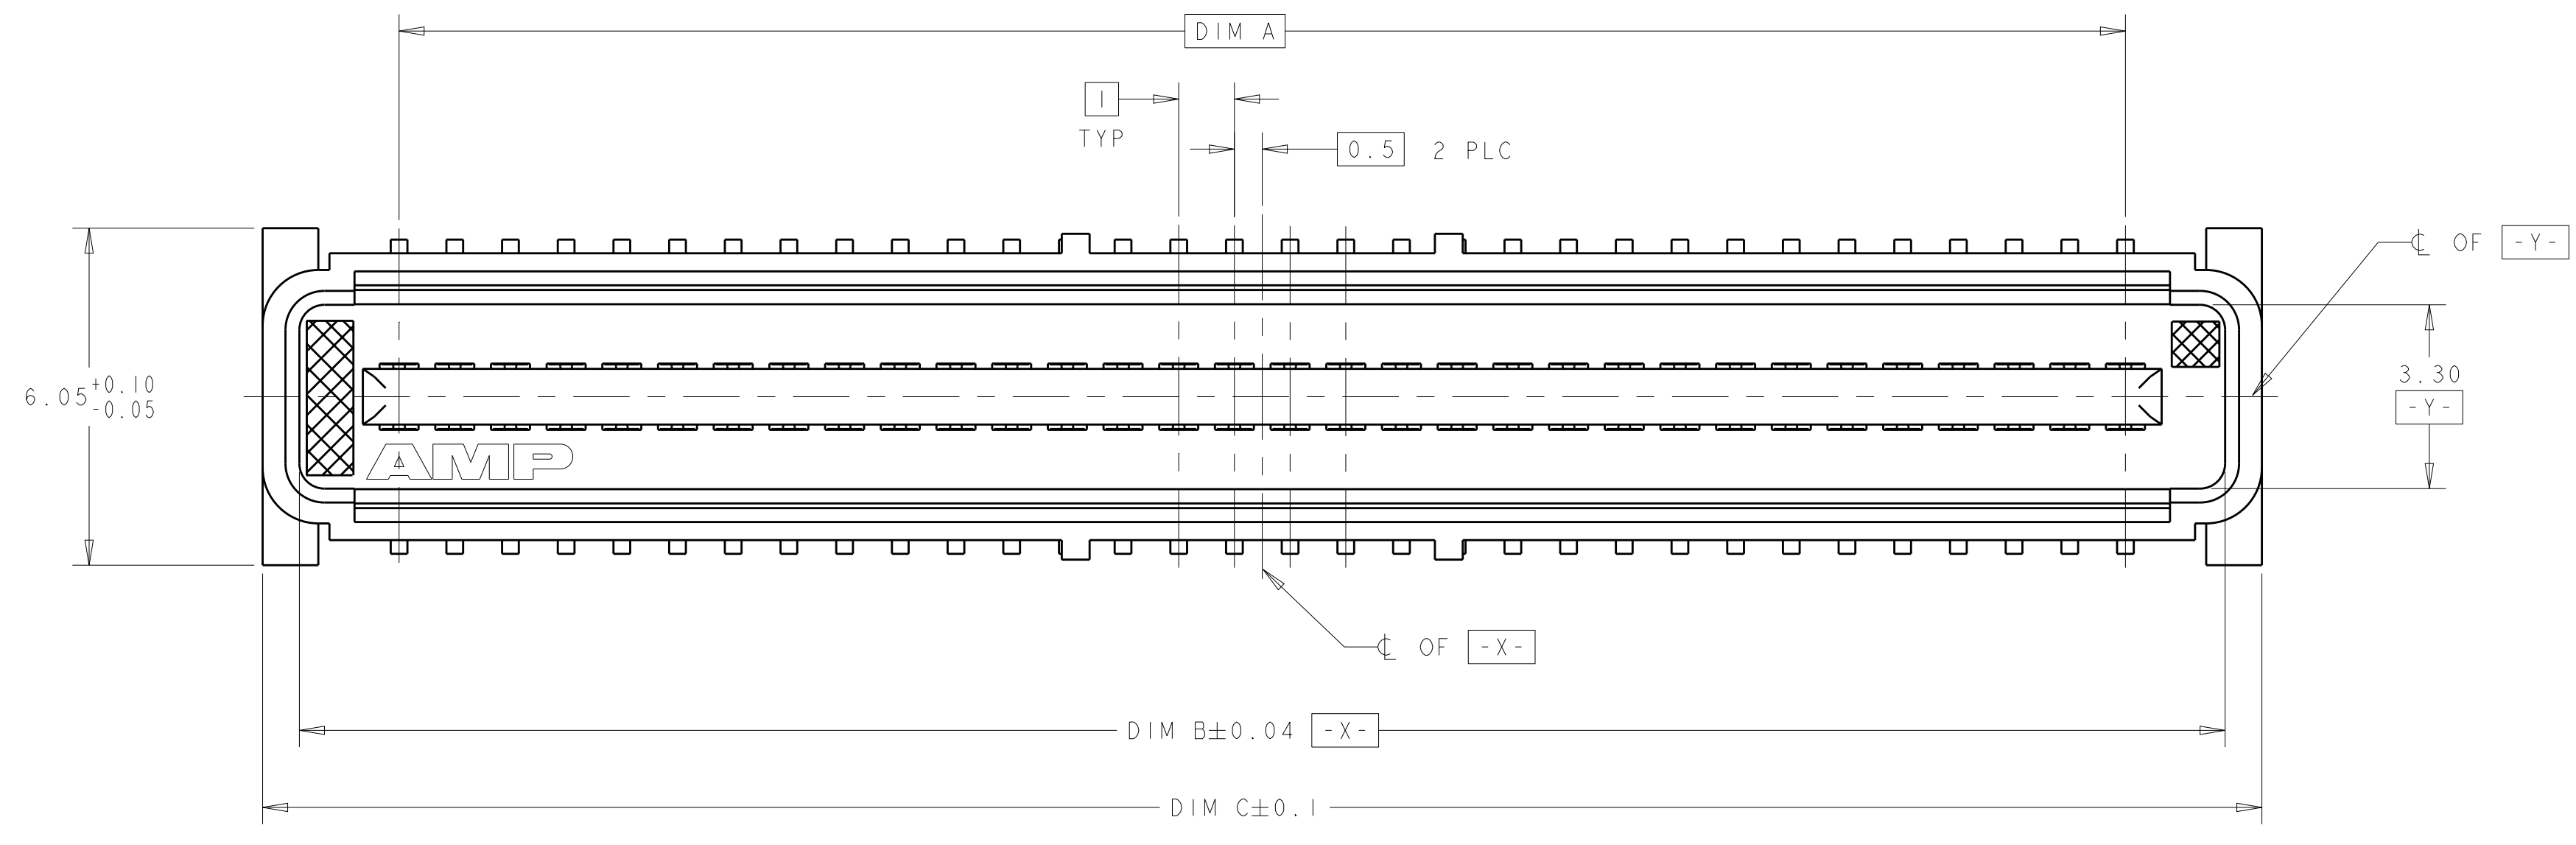 DIM A
1
TYP
0.5 2 PLC
℄ OF -Y-
6.05 +0.10
-0.05
3.30
-Y-
AMP
℄ OF -X-
DIM B±0.04 -X-
DIM C±0.1